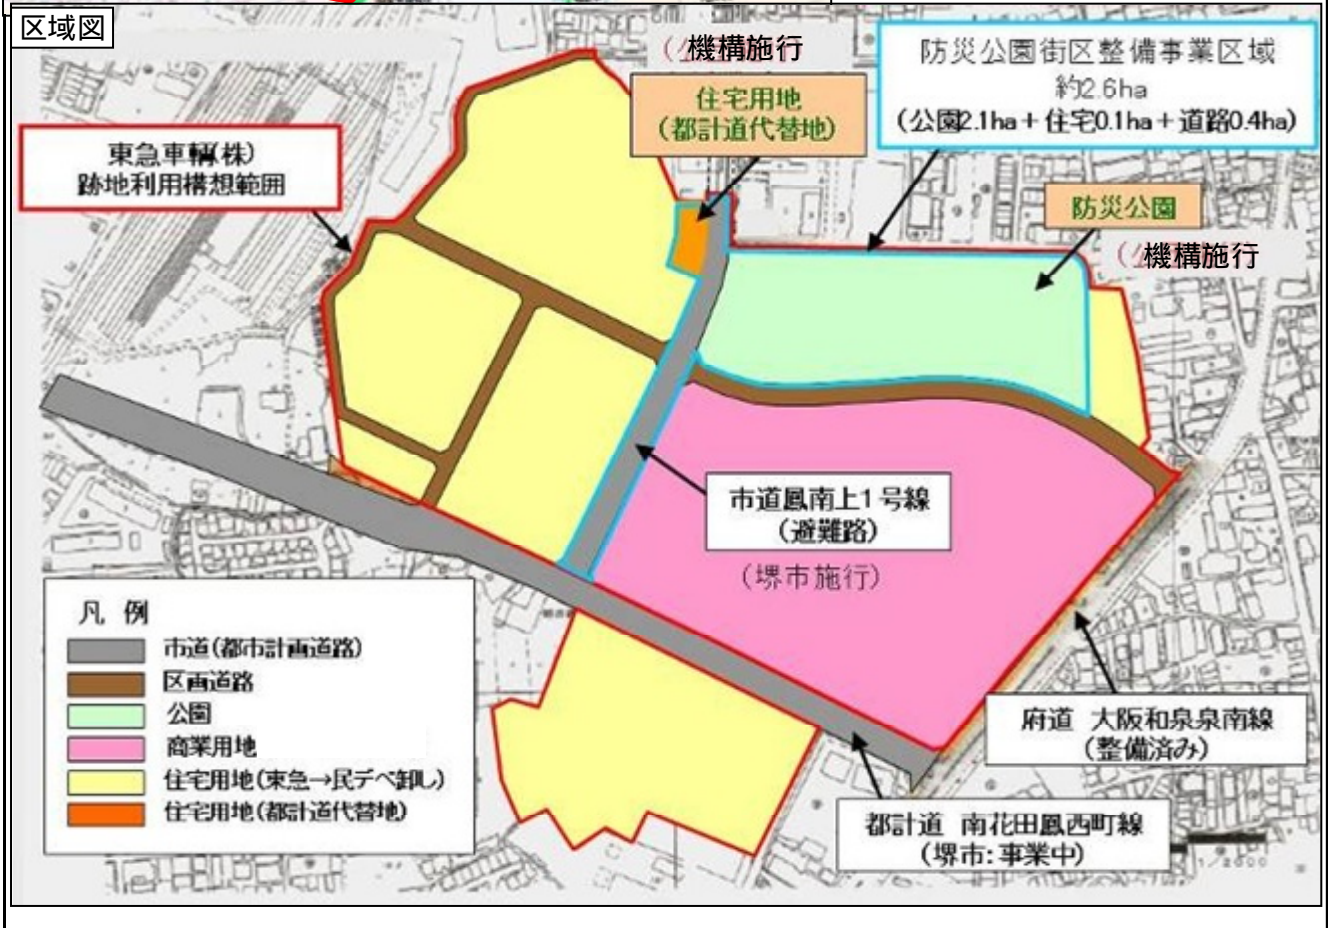 区域図
機構施行
住宅用地
(都計道代替地)
防災公園街区整備事業区域
約2.6ha
(公園2.1ha+住宅0.1ha+道路0.4ha)
東急車輛(株)
跡地利用構想範囲
防災公園
機構施行
市道鳳南上1号線
(避難路)
(堺市施行)
凡 例
市道(都市計画道路)
区画道路
公園
商業用地
住宅用地(東急→民デベ卸し)
住宅用地(都計道代替地)
府道 大阪和泉泉南線
(整備済み)
都計道 南花田鳳西町線
(堺市:事業中)